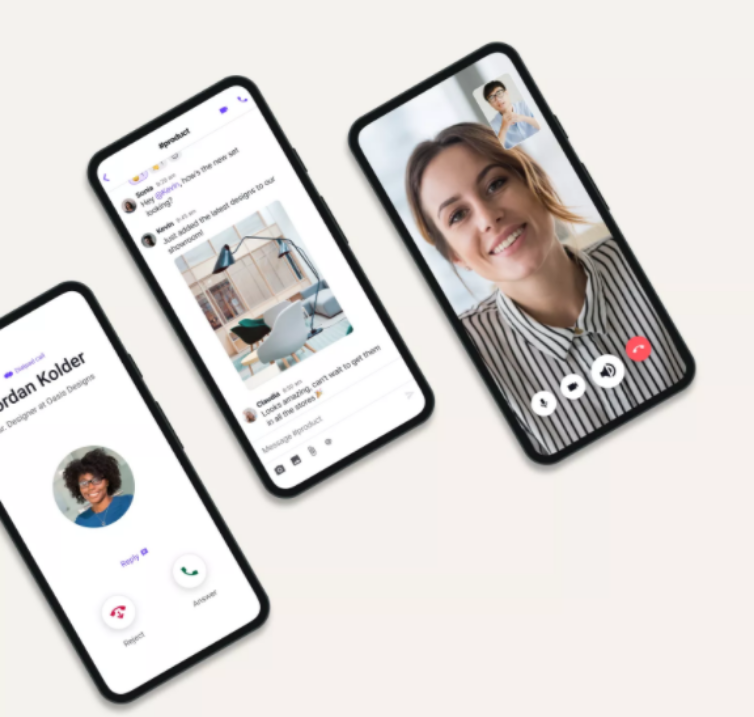 Dialpad call
ordan Kolder
r. Designer at Oasis Designs
Reply
Reject
Answer
#product
Sonia 9:39 am
Hey @Kevin, how's the new set
looking?
Kevin 9:45 am
Just added the latest designs to our
showroom!
Claudia 9:50 am
Looks amazing, can't wait to get them
in all the stores🎉
Message #product